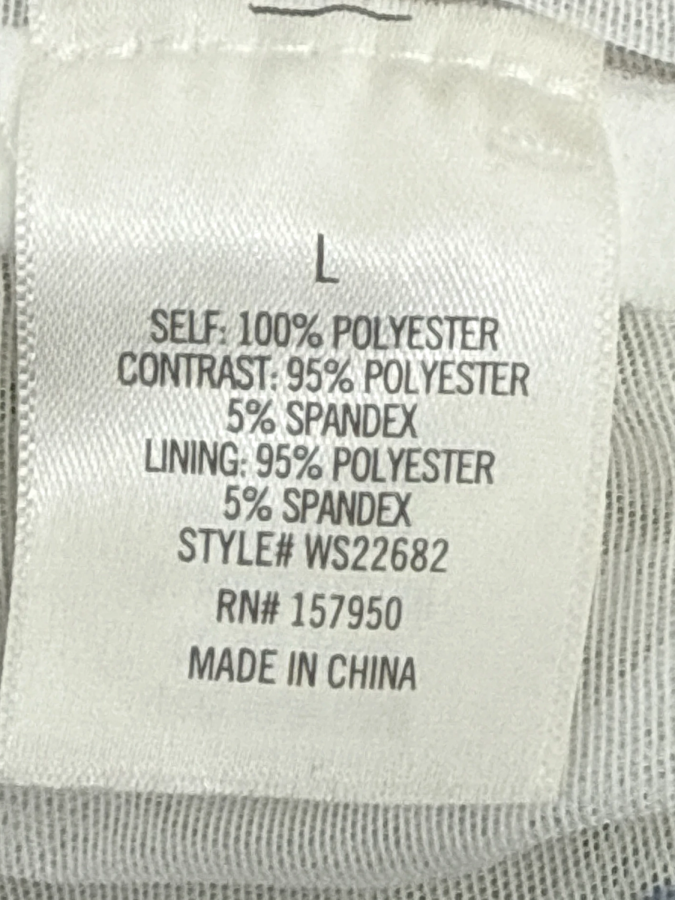 L
SELF: 100% POLYESTER
CONTRAST: 95% POLYESTER
5% SPANDEX
LINING: 95% POLYESTER
5% SPANDEX
STYLE# WS22682
RN# 157950
MADE IN CHINA